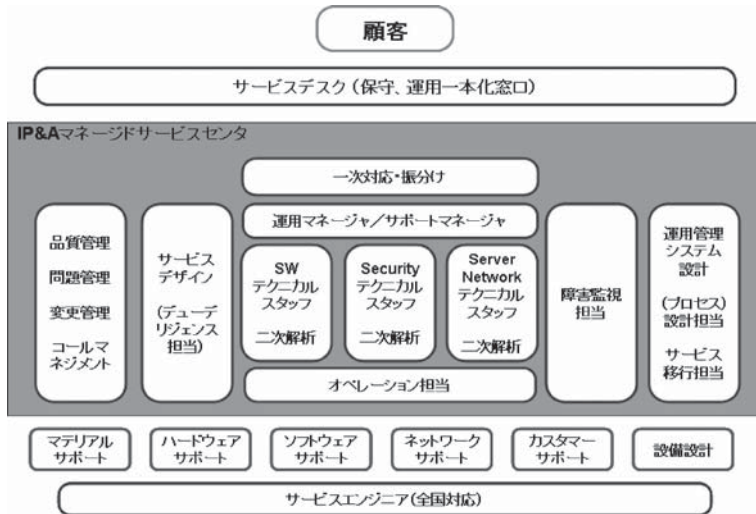 顧客
サービスデスク（保守、運用一本化窓口）
IP&Aマネージドサービスセンタ
一次対応・振分け
運用マネージャ／サポートマネージャ
品質管理
問題管理
変更管理
コールマ
ネジメント
サービス
デザイン
(デューデ
リジェンス
担当)
SW
テクニカル
スタッフ
二次解析
Security
テクニカル
スタッフ
二次解析
Server
Network
テクニカル
スタッフ
二次解析
オペレーション担当
障害監視
担当
運用管理
システム
設計
(プロセス)
設計担当
サービス
移行担当
マテリアル
サポート
ハードウェア
サポート
ソフトウェア
サポート
ネットワーク
サポート
カスタマー
サポート
設備設計
サービスエンジニア(全国対応)